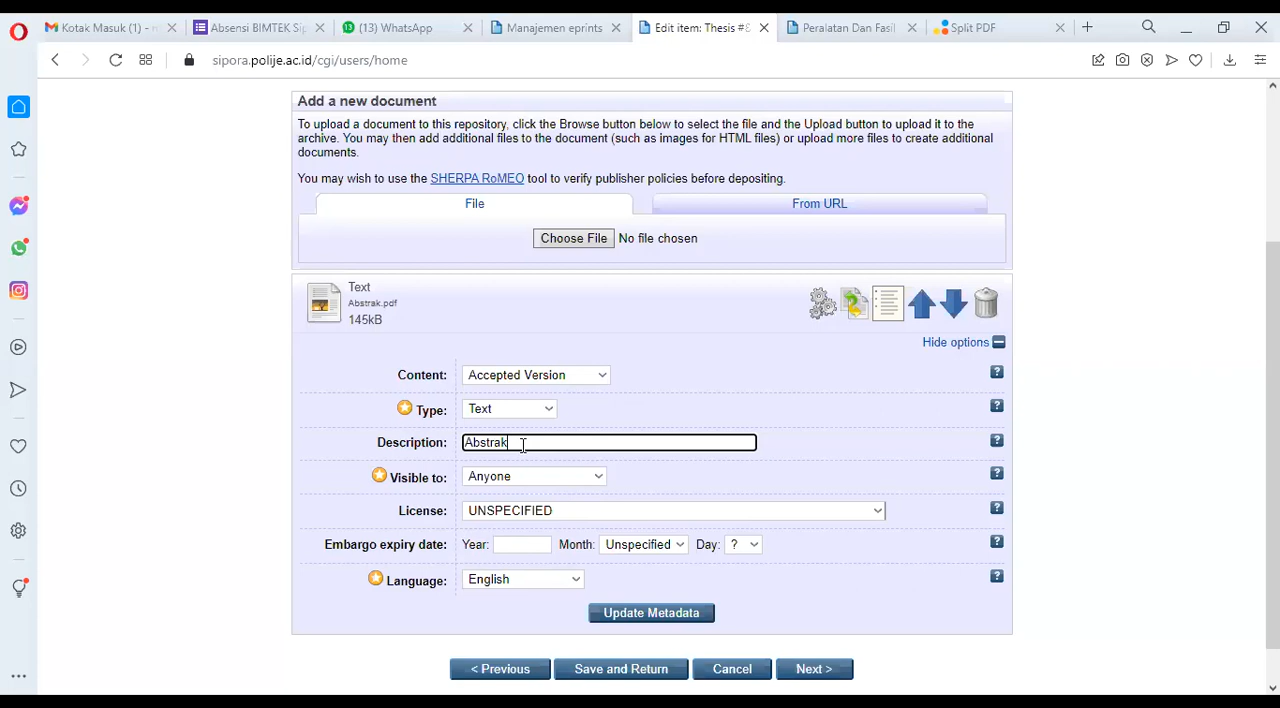 Kotak Masuk (1) - n
Absensi BIMTEK Si
(13) WhatsApp
Manajemen eprints
Edit item: Thesis #8
Peralatan Dan Fasil
Split PDF
sipora.polije.ac.id/cgi/users/home
Add a new document
To upload a document to this repository, click the Browse button below to select the file and the Upload button to upload it to the
archive. You may then add additional files to the document (such as images for HTML files) or upload more files to create additional
documents.
You may wish to use the SHERPA RoMEO tool to verify publisher policies before depositing.
File
From URL
Choose File No file chosen
Text
Abstrak.pdf
145kB
Hide options
Content: Accepted Version
Type: Text
Description: Abstrak
Visible to: Anyone
License: UNSPECIFIED
Embargo expiry date: Year: Month: Unspecified Day: ?
Language: English
Update Metadata
< Previous
Save and Return
Cancel
Next >